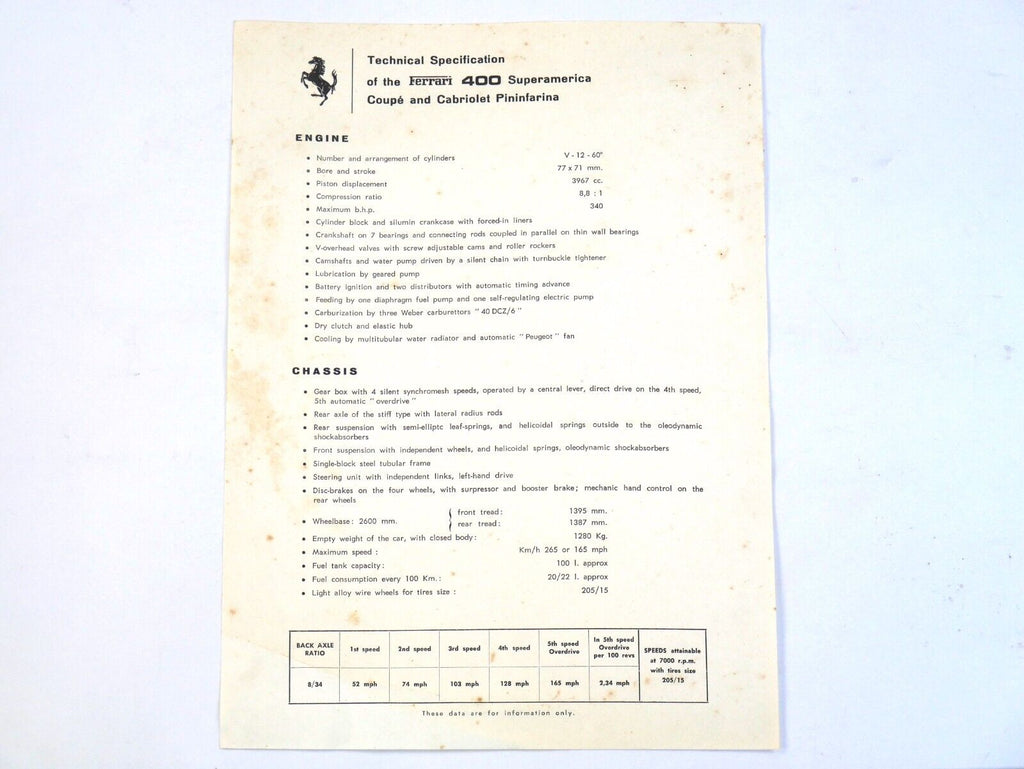 Technical Specification
of the Ferrari 400 Superamerica
Coupé and Cabriolet Pininfarina
ENGINE
• Number and arrangement of cylinders V - 12 - 60°
• Bore and stroke 77 x 71 mm.
• Piston displacement 3967 cc.
• Compression ratio 8,8 : 1
• Maximum b.h.p. 340
• Cylinder block and silumin crankcase with forced-in liners
• Crankshaft on 7 bearings and connecting rods coupled in parallel on thin wall bearings
• V-overhead valves with screw adjustable cams and roller rockers
• Camshafts and water pump driven by a silent chain with turnbuckle tightener
• Lubrication by geared pump
• Battery ignition and two distributors with automatic timing advance
• Feeding by one diaphragm fuel pump and one self-regulating electric pump
• Carburization by three Weber carburettors "40 DCZ/6"
• Dry clutch and elastic hub
• Cooling by multitubular water radiator and automatic "Peugeot" fan
CHASSIS
• Gear box with 4 silent synchromesh speeds, operated by a central lever, direct drive on the 4th speed,
5th automatic "overdrive"
• Rear axle of the stiff type with lateral radius rods
• Rear suspension with semi-elliptc leaf-springs, and helicoidal springs outside to the oleodynamic
shockabsorbers
• Front suspension with independent wheels, and helicoidal springs, oleodynamic shockabsorbers
• Single-block steel tubular frame
• Steering unit with independent links, left-hand drive
• Disc-brakes on the four wheels, with surpressor and booster brake; mechanic hand control on the
rear wheels
• Wheelbase: 2600 mm. { front tread: 1395 mm.
rear tread: 1387 mm.
• Empty weight of the car, with closed body: 1280 Kg.
• Maximum speed : Km/h 265 or 165 mph
• Fuel tank capacity: 100 l. approx
• Fuel consumption every 100 Km.: 20/22 l. approx
• Light alloy wire wheels for tires size : 205/15
BACK AXLE RATIO 1st speed 2nd speed 3rd speed 4th speed 5th speed Overdrive In 5th speed Overdrive per 100 revs SPEEDS attainable at 7000 r.p.m. with tires size 205/15
8/34 52 mph 74 mph 103 mph 128 mph 165 mph 2,34 mph
These data are for information only.